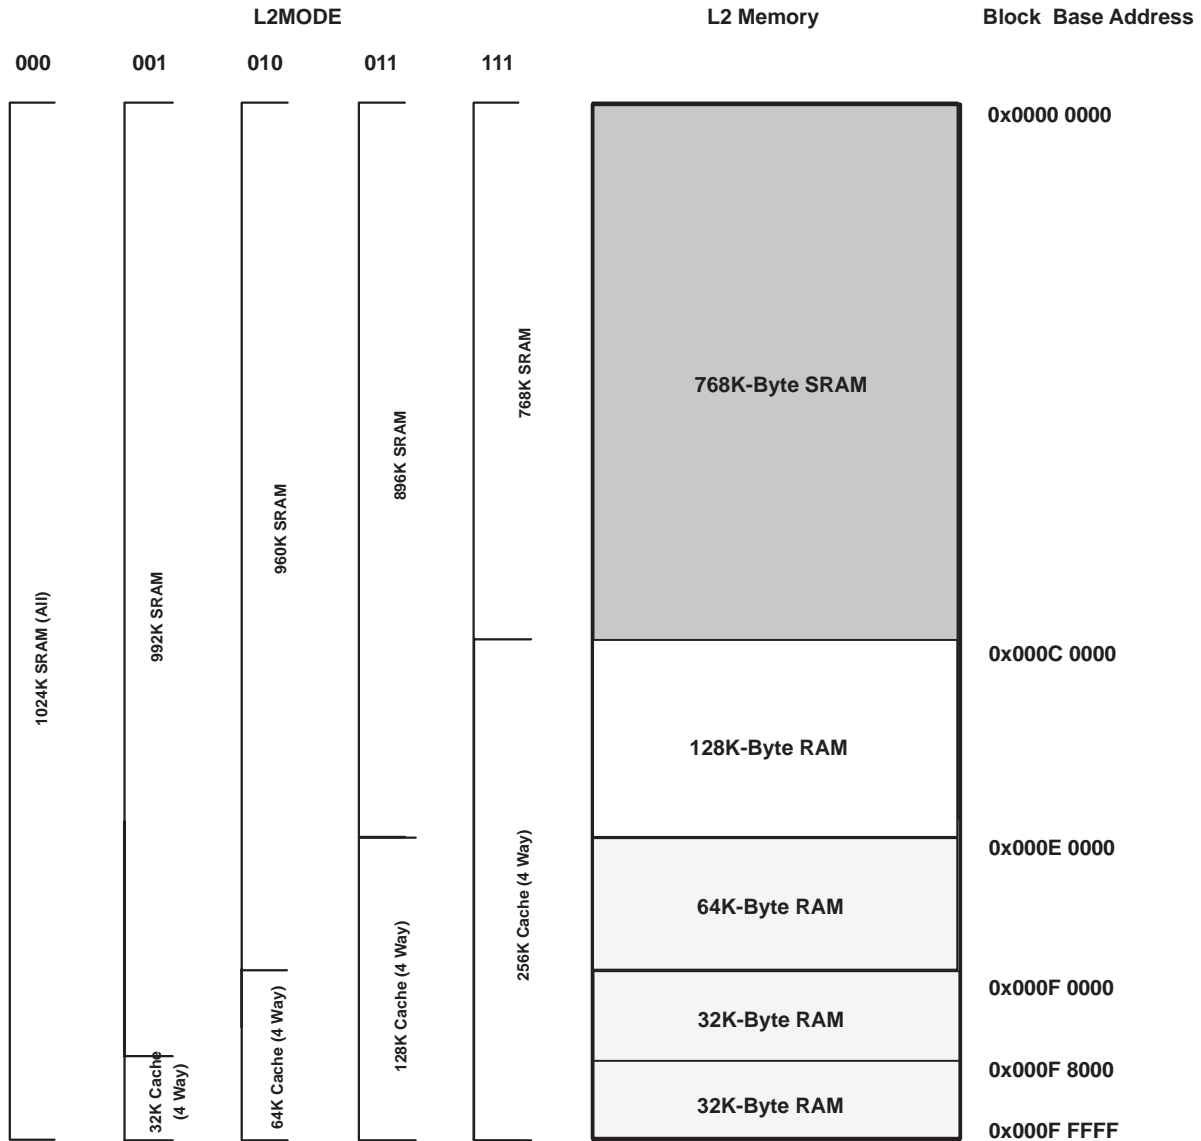 L2MODE L2 Memory Block Base Address
000 001 010 011 111
0x0000 0000
768K SRAM
768K-Byte SRAM
896K SRAM
960K SRAM
992K SRAM
1024K SRAM (All)
0x000C 0000
128K-Byte RAM
0x000E 0000
256K Cache (4 Way)
64K-Byte RAM
128K Cache (4 Way)
0x000F 0000
64K Cache (4 Way)
32K-Byte RAM
0x000F 8000
32K Cache
(4 Way)
32K-Byte RAM
0x000F FFFF